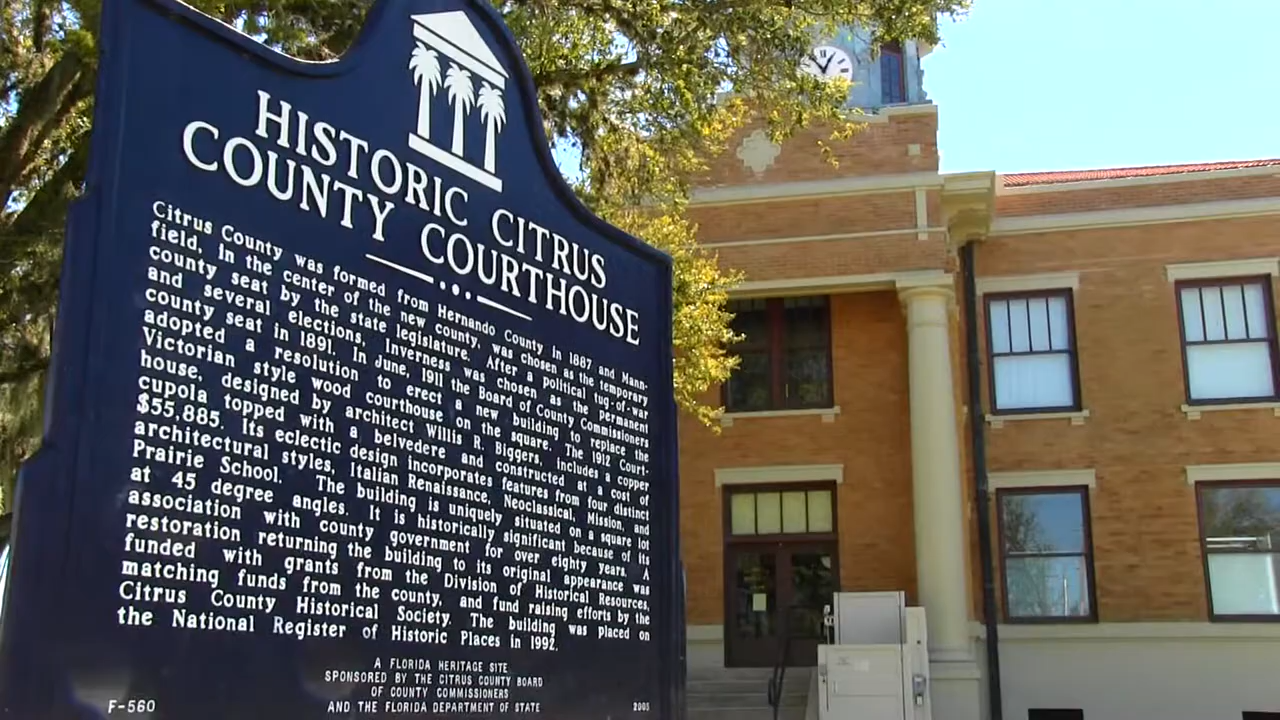 HISTORIC CITRUS
COUNTY COURTHOUSE
Citrus County was formed from Hernando County in 1887 and Mann-
field, in the center of the new county, was chosen as the temporary
county seat by the state legislature. After a political tug-of-war
and several elections, Inverness was chosen as the permanent
county seat in 1891. In June, 1911 the Board of County Commissioners
adopted a resolution to erect a new building to replace the
Victorian style wood courthouse on the square. The 1912 Court-
house, designed by architect Willis R. Biggers, includes a copper
cupola topped with a belvedere and constructed at a cost of
$55,885. Its eclectic design incorporates features from four distinct
architectural styles, Italian Renaissance, Neoclassical, Mission, and
Prairie School. The building is uniquely situated on a square lot
at 45 degree angles. It is historically significant because of its
association with county government for over eighty years. A
restoration returning the building to its original appearance was
funded with grants from the Division of Historical Resources,
matching funds from the county, and fund raising efforts by the
Citrus County Historical Society. The building was placed on
the National Register of Historic Places in 1992.
A FLORIDA HERITAGE SITE
SPONSORED BY THE CITRUS COUNTY BOARD
OF COUNTY COMMISSIONERS
AND THE FLORIDA DEPARTMENT OF STATE
F-560
2005